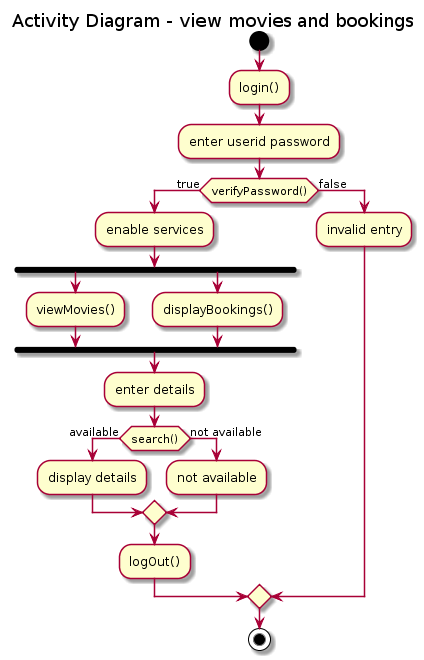 Activity Diagram - view movies and bookings
login()
enter userid password
true
verifyPassword()
false
enable services
invalid entry
viewMovies()
displayBookings()
enter details
available
search()
not available
display details
not available
logOut()